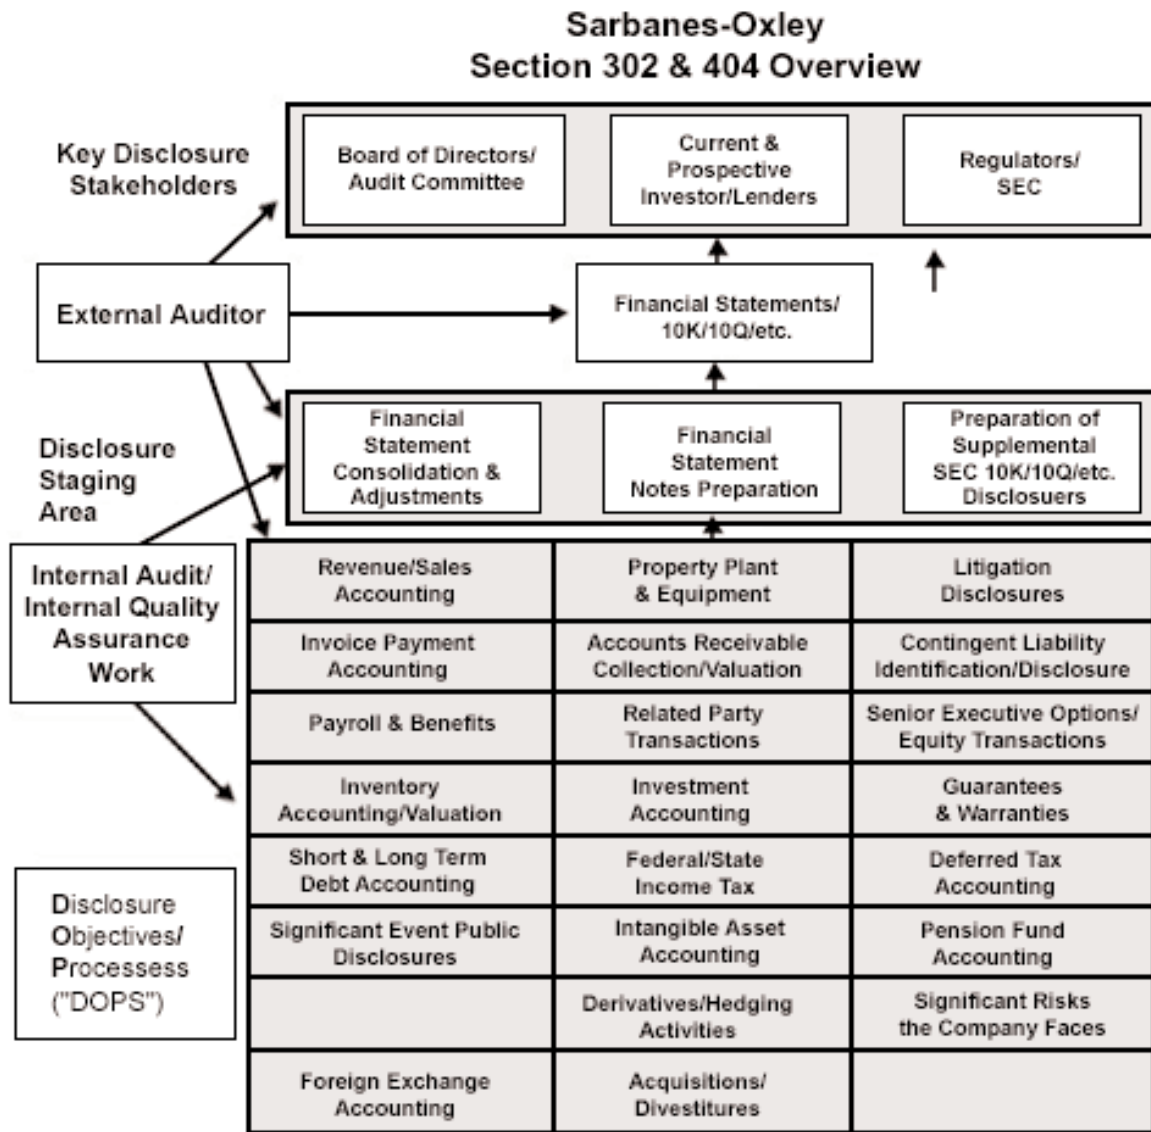 Sarbanes-Oxley
Section 302 & 404 Overview
Key Disclosure
Stakeholders
Board of Directors/
Audit Committee
Current &
Prospective
Investor/Lenders
Regulators/
SEC
External Auditor
Financial Statements/
10K/10Q/etc.
Disclosure
Staging
Area
Financial
Statement
Consolidation &
Adjustments
Financial
Statement
Notes Preparation
Preparation of
Supplemental
SEC 10K/10Q/etc.
Disclosuers
Internal Audit/
Internal Quality
Assurance
Work
Revenue/Sales
Accounting
Property Plant
& Equipment
Litigation
Disclosures
Invoice Payment
Accounting
Accounts Receivable
Collection/Valuation
Contingent Liability
Identification/Disclosure
Payroll & Benefits
Related Party
Transactions
Senior Executive Options/
Equity Transactions
Inventory
Accounting/Valuation
Investment
Accounting
Guarantees
& Warranties
Disclosure
Objectives/
Processess
("DOPS")
Short & Long Term
Debt Accounting
Federal/State
Income Tax
Deferred Tax
Accounting
Significant Event Public
Disclosures
Intangible Asset
Accounting
Pension Fund
Accounting
Derivatives/Hedging
Activities
Significant Risks
the Company Faces
Foreign Exchange
Accounting
Acquisitions/
Divestitures